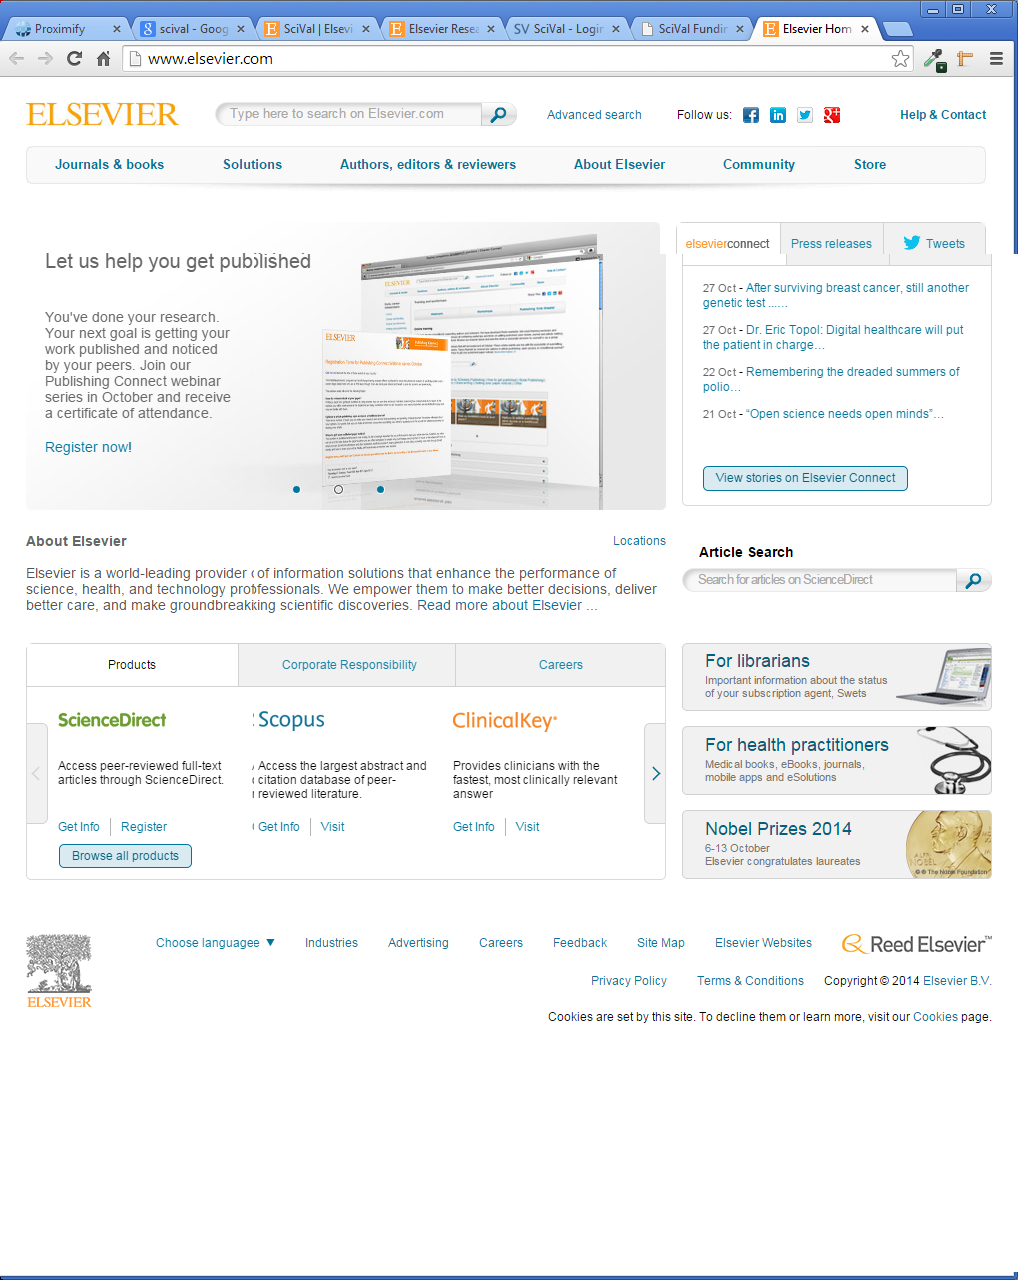 Proximify
scival - Goog
SciVal | Elsevi
Elsevier Resea
SciVal - Login
SciVal Fundin
Elsevier Hom
www.elsevier.com
ELSEVIER
Type here to search on Elsevier.com
Advanced search
Follow us:
Help & Contact
Journals & books
Solutions
Authors, editors & reviewers
About Elsevier
Community
Store
Let us help you get published
You've done your research.
Your next goal is getting your
work published and noticed
by your peers. Join our
Publishing Connect webinar
series in October and receive
a certificate of attendance.
Register now!
elsevierconnect
Press releases
Tweets
27 Oct - After surviving breast cancer, still another
genetic test ......
27 Oct - Dr. Eric Topol: Digital healthcare will put
the patient in charge...
22 Oct - Remembering the dreaded summers of
polio...
21 Oct - “Open science needs open minds”...
View stories on Elsevier Connect
About Elsevier
Locations
Elsevier is a world-leading provider of information solutions that enhance the performance of
science, health, and technology professionals. We empower them to make better decisions, deliver
better care, and make groundbreaking scientific discoveries. Read more about Elsevier ...
Article Search
Search for articles on ScienceDirect
Products
Corporate Responsibility
Careers
ScienceDirect
Access peer-reviewed full-text
articles through ScienceDirect.
Get Info
Register
Scopus
Access the largest abstract and
citation database of peer-
reviewed literature.
Get Info
Visit
ClinicalKey
Provides clinicians with the
fastest, most clinically relevant
answer
Get Info
Visit
Browse all products
For librarians
Important information about the status
of your subscription agent, Swets
For health practitioners
Medical books, eBooks, journals,
mobile apps and eSolutions
Nobel Prizes 2014
6-13 October
Elsevier congratulates laureates
© ® The Nobel Foundation
ELSEVIER
Choose languagee
Industries
Advertising
Careers
Feedback
Site Map
Elsevier Websites
Reed Elsevier™
Privacy Policy
Terms & Conditions
Copyright © 2014 Elsevier B.V.
Cookies are set by this site. To decline them or learn more, visit our Cookies page.